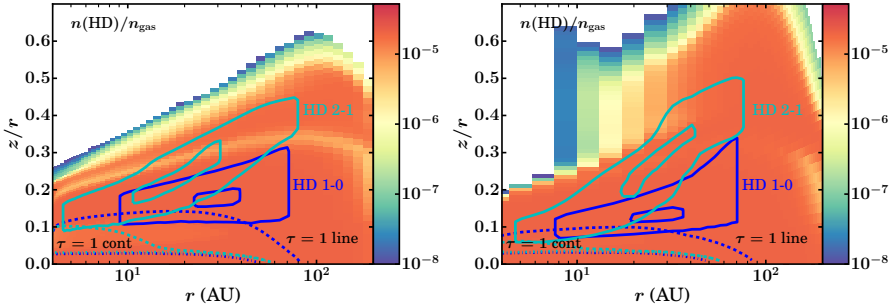 n(HD)/n_gas
0.6
0.5
0.4
0.3
0.2
0.1
0.0
z/r
HD 2-1
HD 1-0
τ = 1 cont
τ = 1 line
10^1
10^2
r (AU)
10^-5
10^-6
10^-7
10^-8
n(HD)/n_gas
0.6
0.5
0.4
0.3
0.2
0.1
0.0
z/r
HD 2-1
HD 1-0
τ = 1 cont
τ = 1 line
10^1
10^2
r (AU)
10^-5
10^-6
10^-7
10^-8